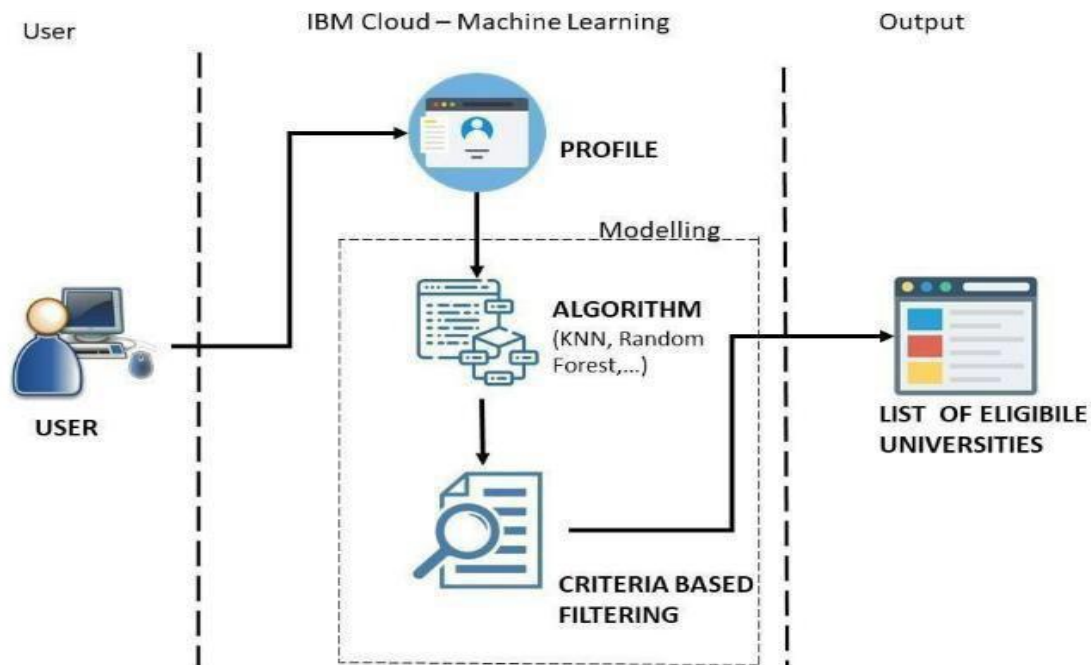 User
IBM Cloud – Machine Learning
Output
PROFILE
Modelling
ALGORITHM
(KNN, Random
Forest,...)
USER
LIST OF ELIGIBILE
UNIVERSITIES
CRITERIA BASED
FILTERING